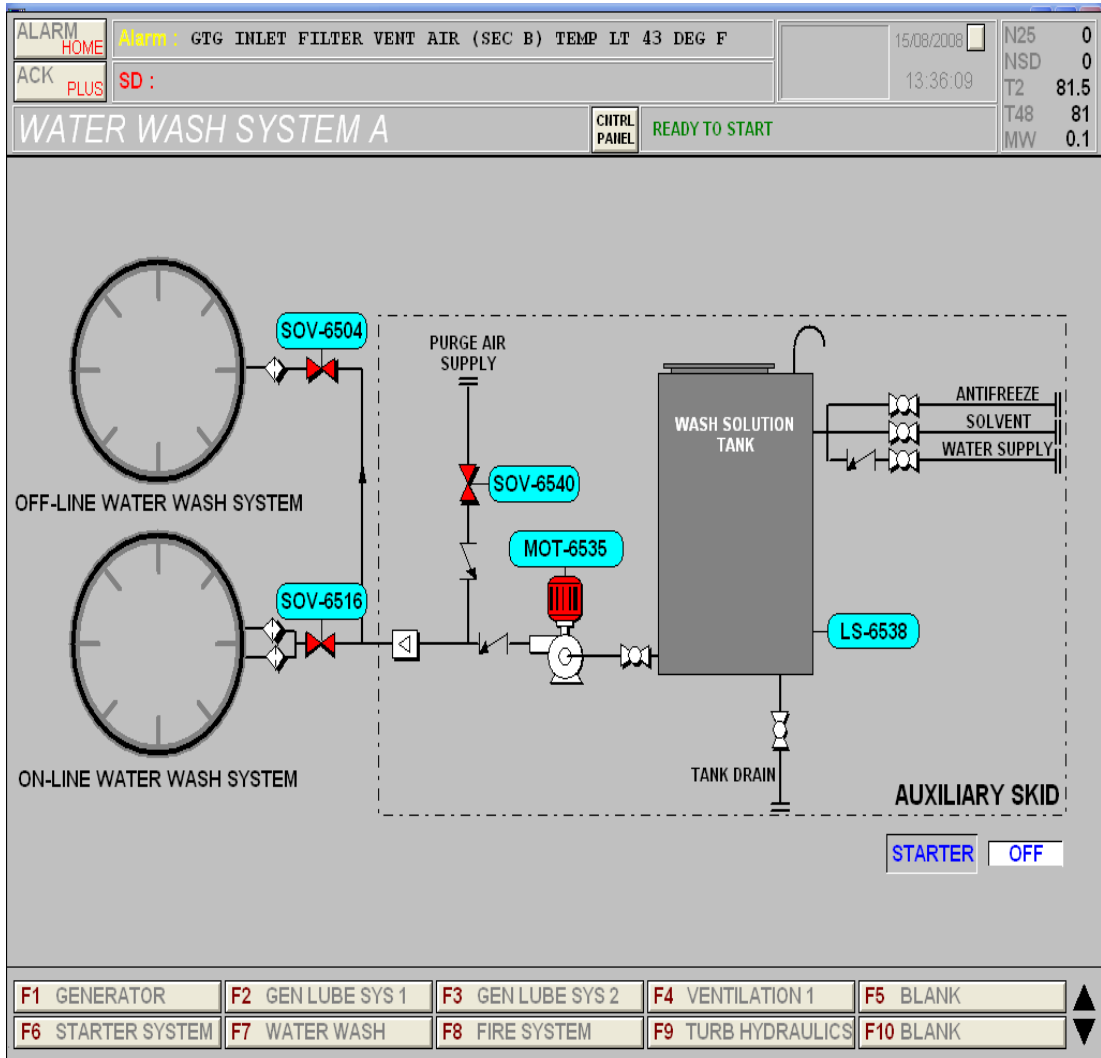 ALARM HOME
Alarm : GTG INLET FILTER VENT AIR (SEC B) TEMP LT 43 DEG F
15/08/2008
N25 0
NSD 0
ACK PLUS
SD :
13:36:09
T2 81.5
T48 81
MW 0.1
WATER WASH SYSTEM A
CNTRL PANEL
READY TO START
SOV-6504
PURGE AIR
SUPPLY
ANTIFREEZE
SOLVENT
WATER SUPPLY
WASH SOLUTION
TANK
SOV-6540
OFF-LINE WATER WASH SYSTEM
MOT-6535
SOV-6516
LS-6538
ON-LINE WATER WASH SYSTEM
TANK DRAIN
AUXILIARY SKID
STARTER OFF
F1 GENERATOR
F2 GEN LUBE SYS 1
F3 GEN LUBE SYS 2
F4 VENTILATION 1
F5 BLANK
F6 STARTER SYSTEM
F7 WATER WASH
F8 FIRE SYSTEM
F9 TURB HYDRAULICS
F10 BLANK